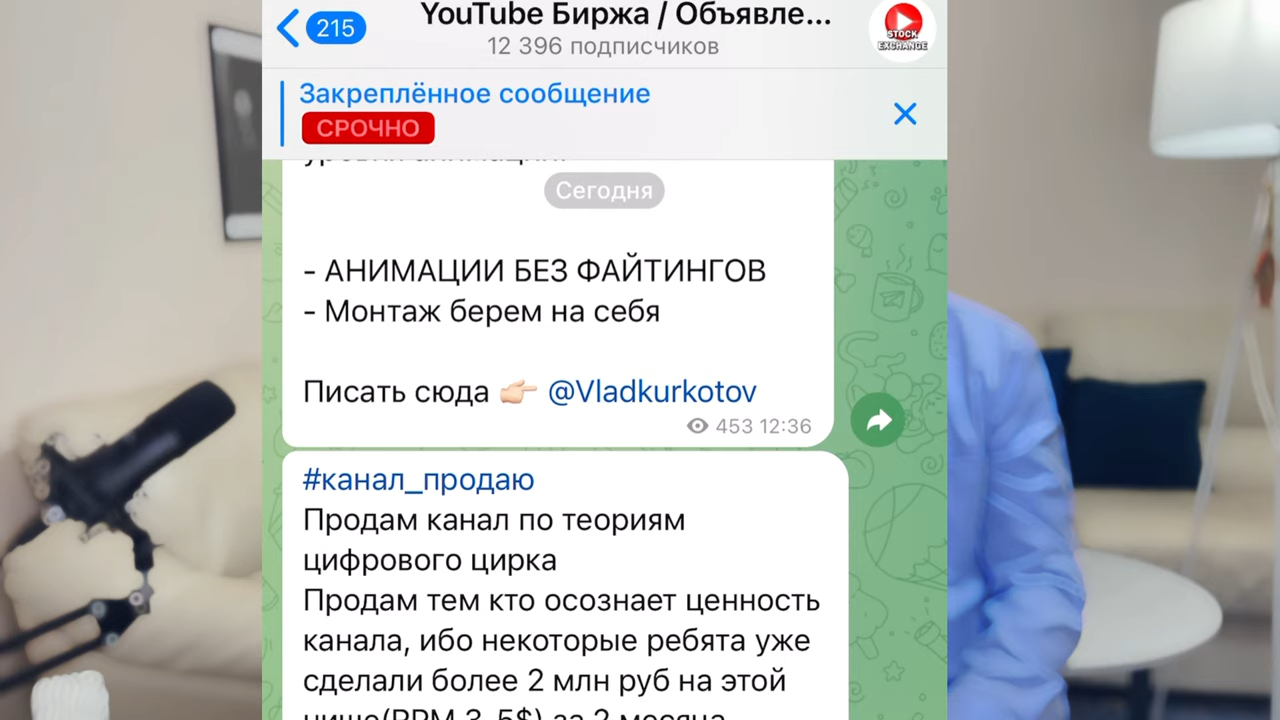 215
YouTube Биржа / Объявле...
12 396 подписчиков
STOCK
EXCHANGE
Закреплённое сообщение
СРОЧНО
Сегодня
- АНИМАЦИИ БЕЗ ФАЙТИНГОВ
- Монтаж берем на себя
Писать сюда 👉🏻 @Vladkurkotov
453 12:36
#канал_продаю
Продам канал по теориям
цифрового цирка
Продам тем кто осознает ценность
канала, ибо некоторые ребята уже
сделали более 2 млн руб на этой